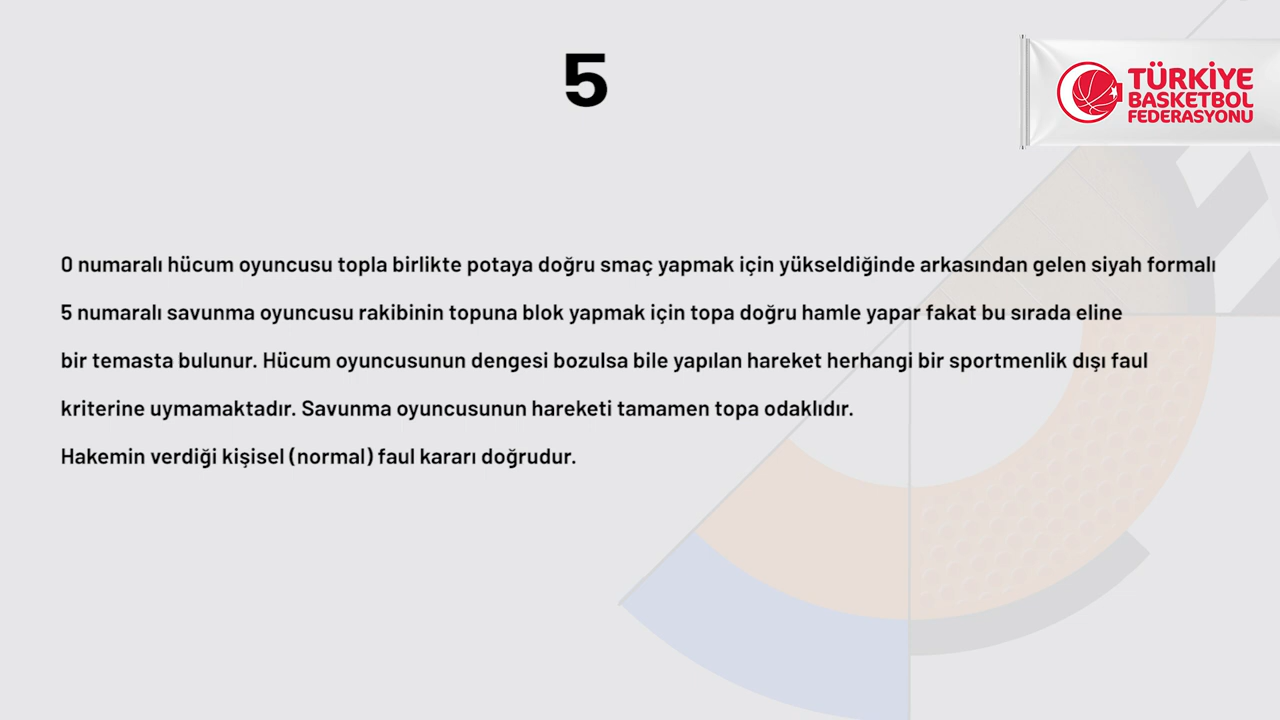 5
TÜRKİYE
BASKETBOL
FEDERASYONU
0 numaralı hücum oyuncusu topla birlikte potaya doğru smaç yapmak için yükseldiğinde arkasından gelen siyah formalı
5 numaralı savunma oyuncusu rakibinin topuna blok yapmak için topa doğru hamle yapar fakat bu sırada eline
bir temasta bulunur. Hücum oyuncusunun dengesi bozulsa bile yapılan hareket herhangi bir sportmenlik dışı faul
kriterine uymamaktadır. Savunma oyuncusunun hareketi tamamen topa odaklıdır.
Hakemin verdiği kişisel (normal) faul kararı doğrudur.